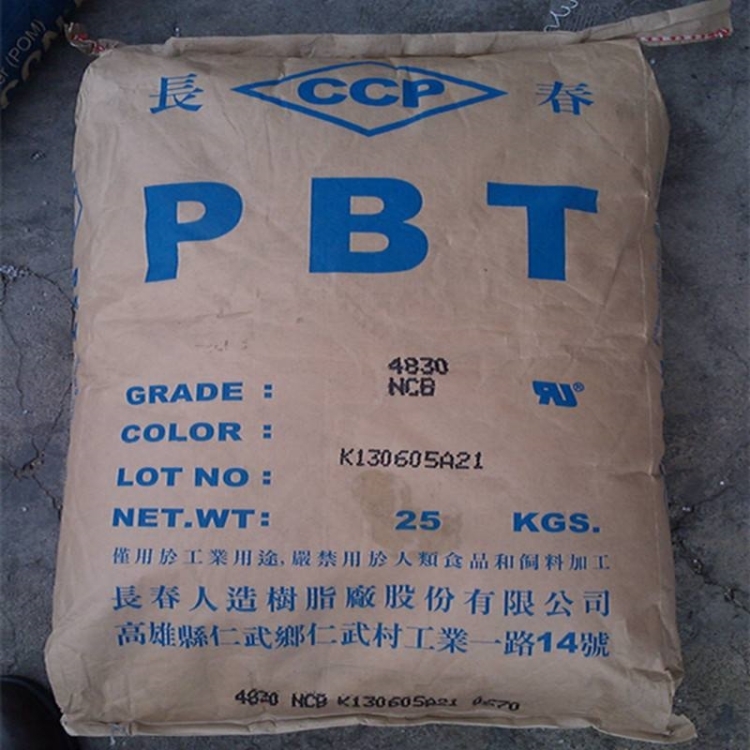 (POM)
長 CCP 春
PBT
4830
GRADE : NCB
COLOR :
K130605A21
LOT NO :
NET.WT: 25 KGS.
僅用於工業用途,嚴禁用於人類食品和飼料加工
長春人造樹脂廠股份有限公司
高雄縣仁武鄉仁武村工業一路14號
4830 NCB K130605A21